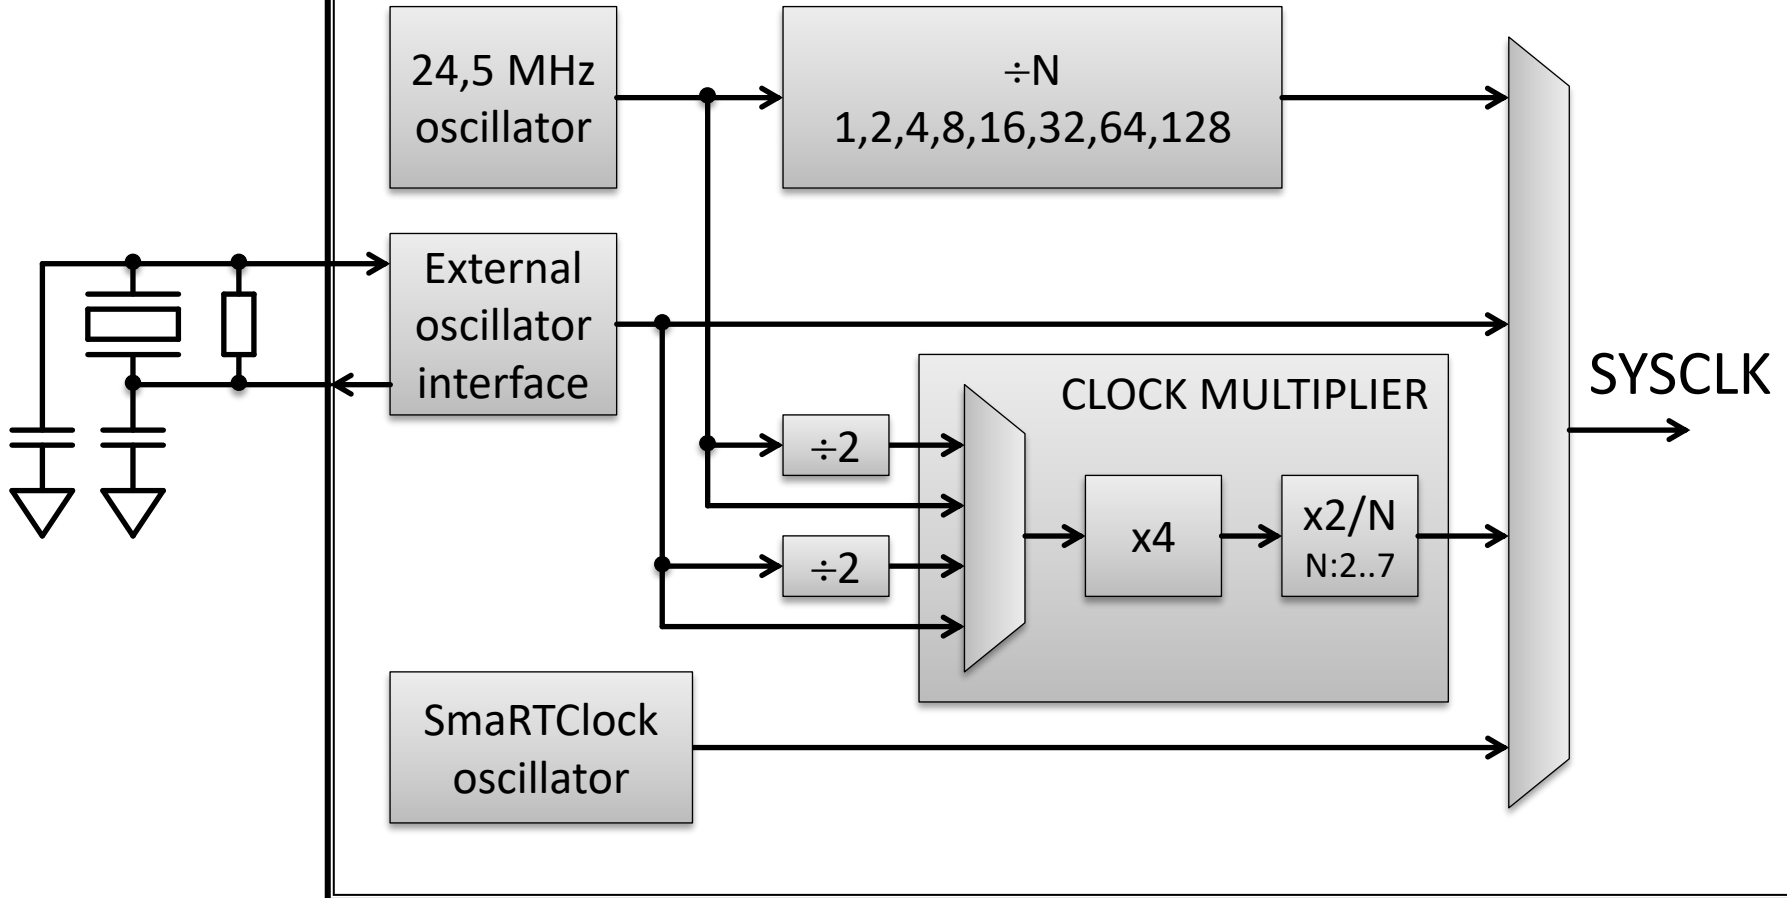 24,5 MHz
oscillator
÷N
1,2,4,8,16,32,64,128
External
oscillator
interface
CLOCK MULTIPLIER
÷2
÷2
x4
x2/N
N:2..7
SYSCLK
SmaRTClock
oscillator